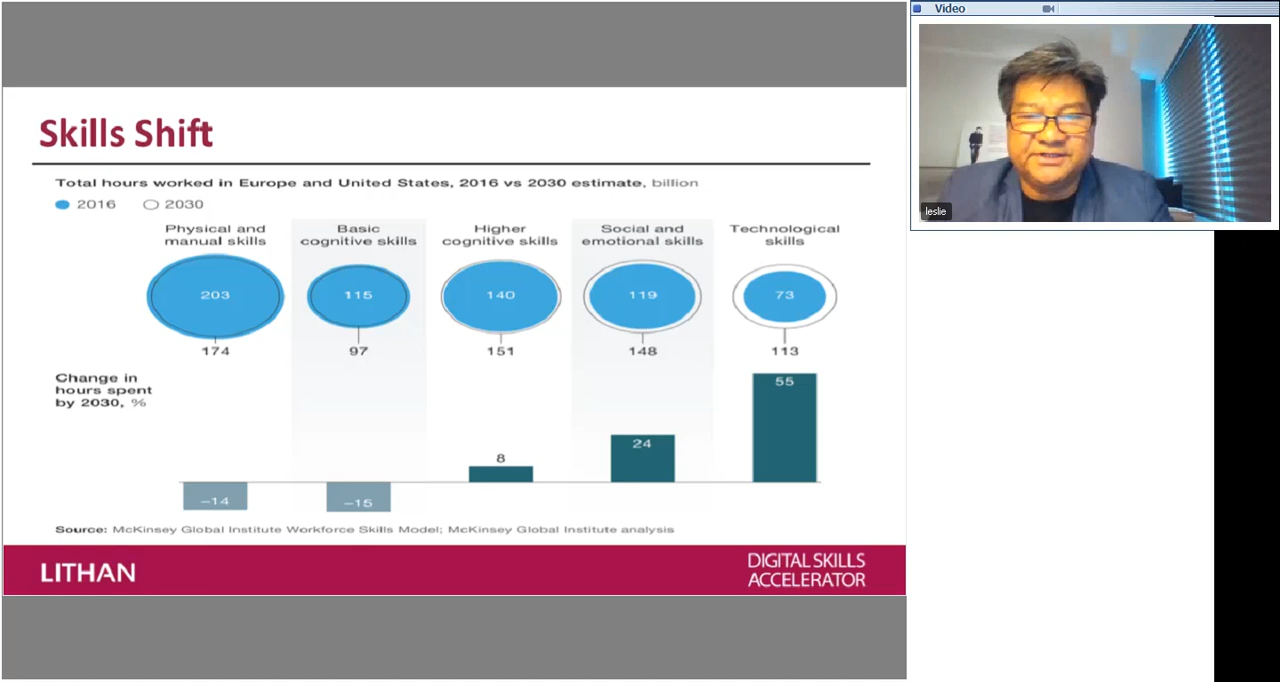 Skills Shift
Total hours worked in Europe and United States, 2016 vs 2030 estimate, billion
2016 2030
Physical and
manual skills
Basic
cognitive skills
Higher
cognitive skills
Social and
emotional skills
Technological
skills
203 115 140 119 73
174 97 151 148 113
Change in
hours spent
by 2030, %
–14 –15 8 24 55
Source: McKinsey Global Institute Workforce Skills Model; McKinsey Global Institute analysis
LITHAN
DIGITAL SKILLS
ACCELERATOR
Video
leslie